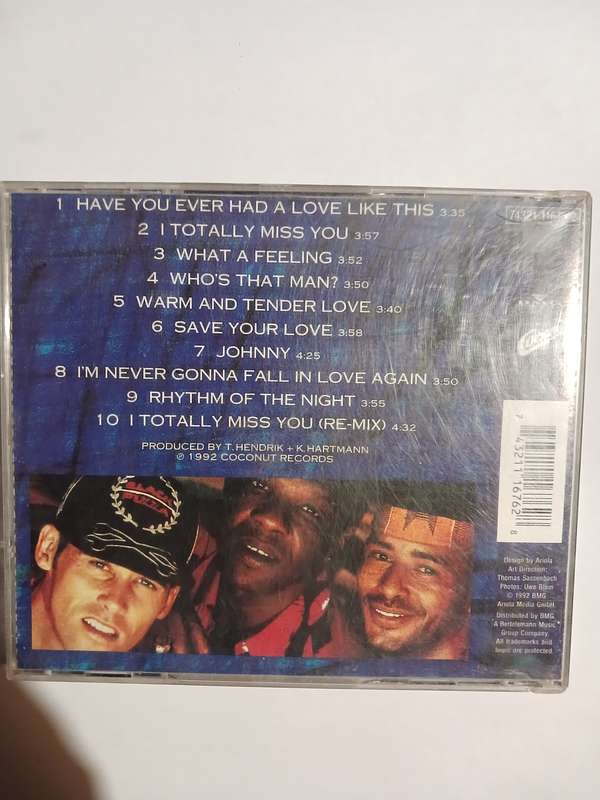 1 HAVE YOU EVER HAD A LOVE LIKE THIS 3:35
2 I TOTALLY MISS YOU 3:57
3 WHAT A FEELING 3:52
4 WHO'S THAT MAN? 3:50
5 WARM AND TENDER LOVE 3:40
6 SAVE YOUR LOVE 3:58
7 JOHNNY 4:25
8 I'M NEVER GONNA FALL IN LOVE AGAIN 3:50
9 RHYTHM OF THE NIGHT 3:55
10 I TOTALLY MISS YOU (RE-MIX) 4:32
PRODUCED BY T. HENDRIK + K. HARTMANN
℗ 1992 COCONUT RECORDS
7 43211 16762 8
Design by Ariola
Art Direction:
Thomas Sassenbach
Photos: Uwe
© 1992 BMG
Ariola Media GmbH
Distributed by BMG
A Bertelsmann Music
Group Company.
All trademarks and
logos are protected